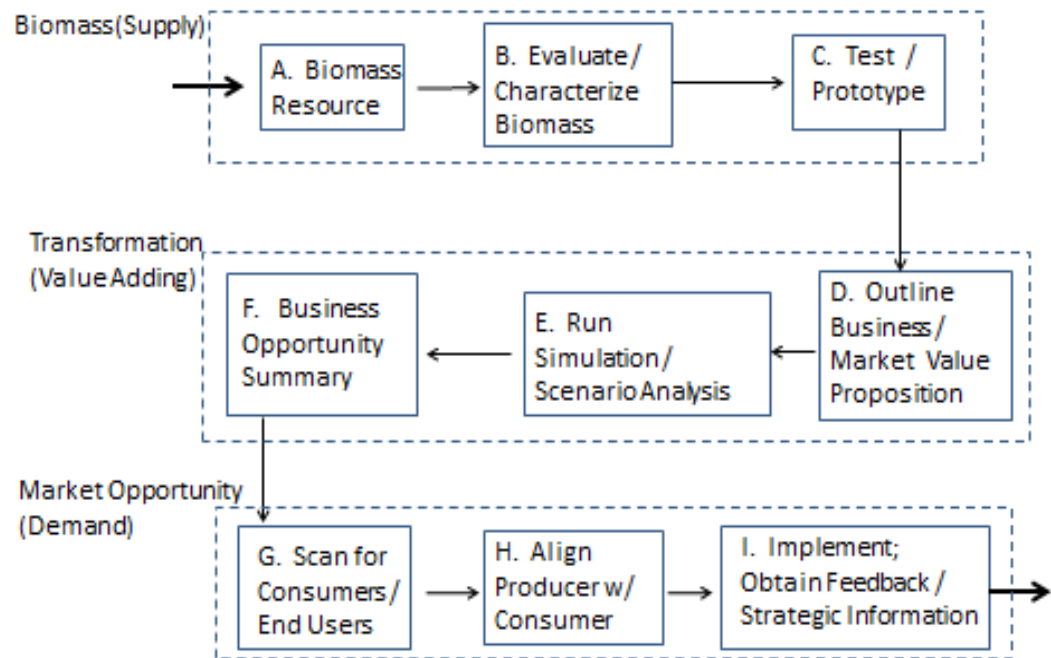 Biomass(Supply)
A. Biomass
Resource
B. Evaluate/
Characterize
Biomass
C. Test /
Prototype
Transformation
(Value Adding)
F. Business
Opportunity
Summary
E. Run
Simulation/
Scenario Analysis
D. Outline
Business/
Market Value
Proposition
Market Opportunity
(Demand)
G. Scan for
Consumers/
End Users
H. Align
Producer w/
Consumer
I. Implement;
Obtain Feedback /
Strategic Information